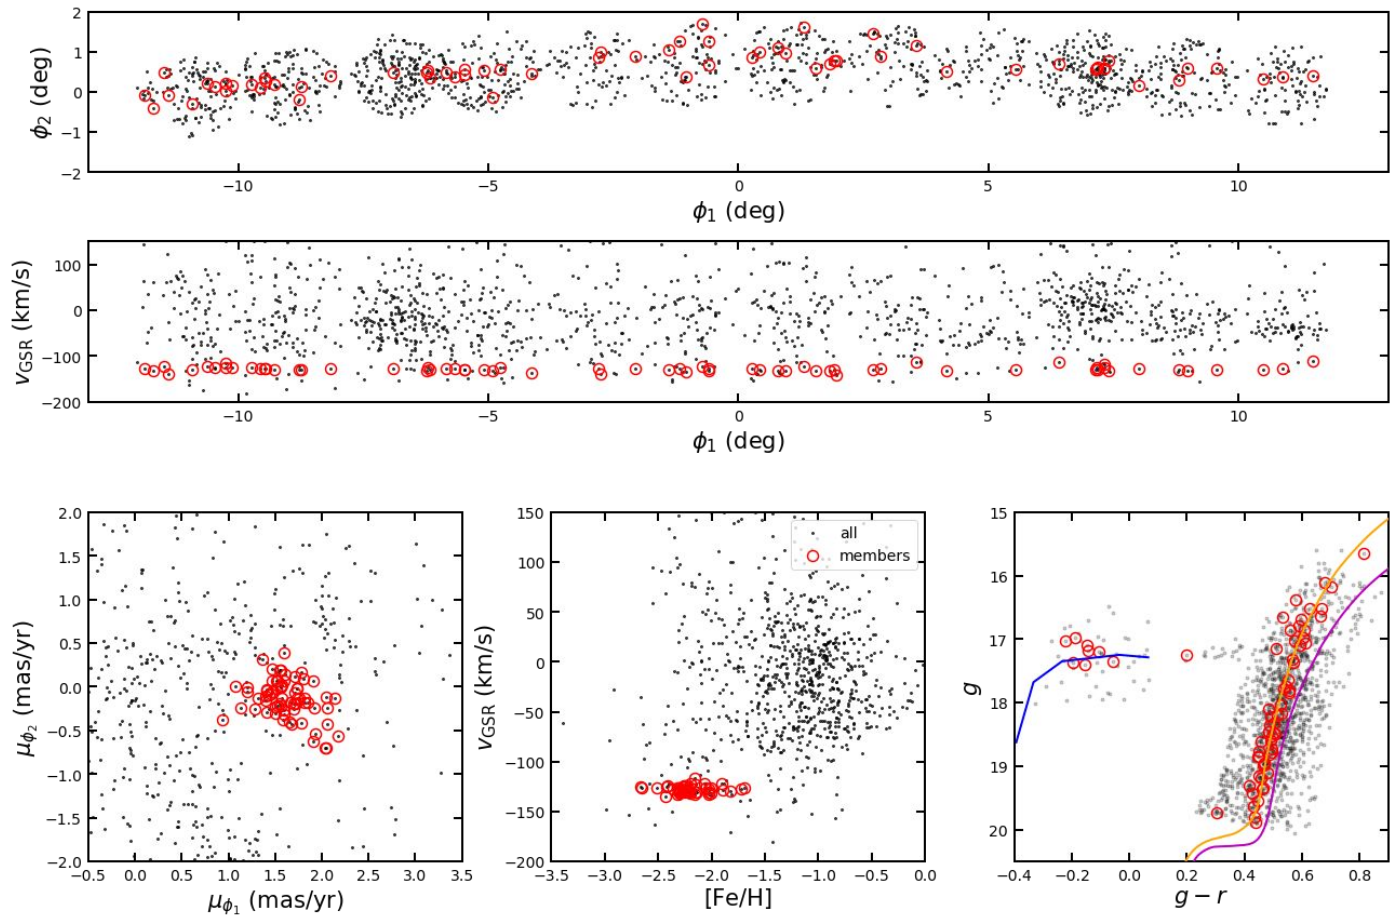 2
1
0
−1
−2
ϕ₂ (deg)
−10
−5
0
5
10
ϕ₁ (deg)
100
0
−100
−200
v_GSR (km/s)
−10
−5
0
5
10
ϕ₁ (deg)
2.0
1.5
1.0
0.5
0.0
−0.5
−1.0
−1.5
−2.0
μ_ϕ₂ (mas/yr)
−0.5 0.0 0.5 1.0 1.5 2.0 2.5 3.0 3.5
μ_ϕ₁ (mas/yr)
150
100
50
0
−50
−100
−150
−200
v_GSR (km/s)
all
members
−3.5 −3.0 −2.5 −2.0 −1.5 −1.0 −0.5 0.0
[Fe/H]
15
16
17
18
19
20
g
−0.4 −0.2 0.0 0.2 0.4 0.6 0.8
g − r